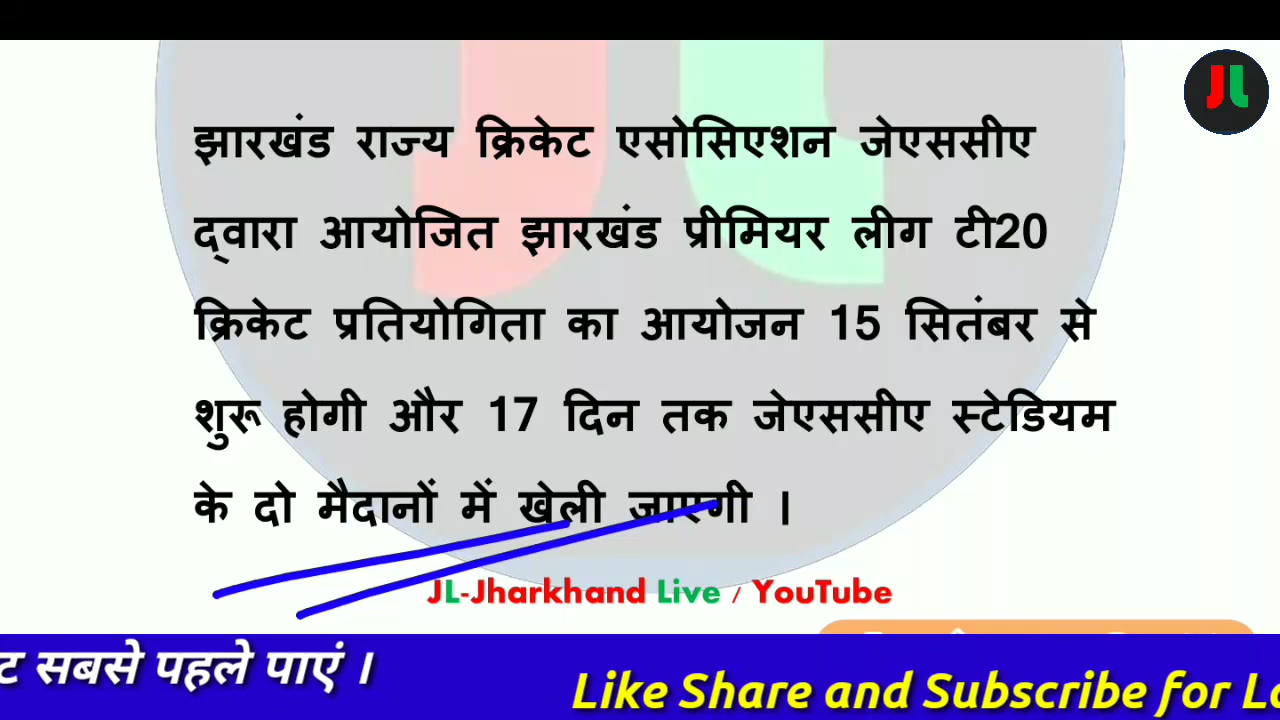 JL
झारखंड राज्य क्रिकेट एसोसिएशन जेएससीए
द्वारा आयोजित झारखंड प्रीमियर लीग टी20
क्रिकेट प्रतियोगिता का आयोजन 15 सितंबर से
शुरू होगी और 17 दिन तक जेएससीए स्टेडियम
के दो मैदानों में खेली जाएगी ।
JL-Jharkhand Live / YouTube
सबसे पहले पाएं ।
Like Share and Subscribe for